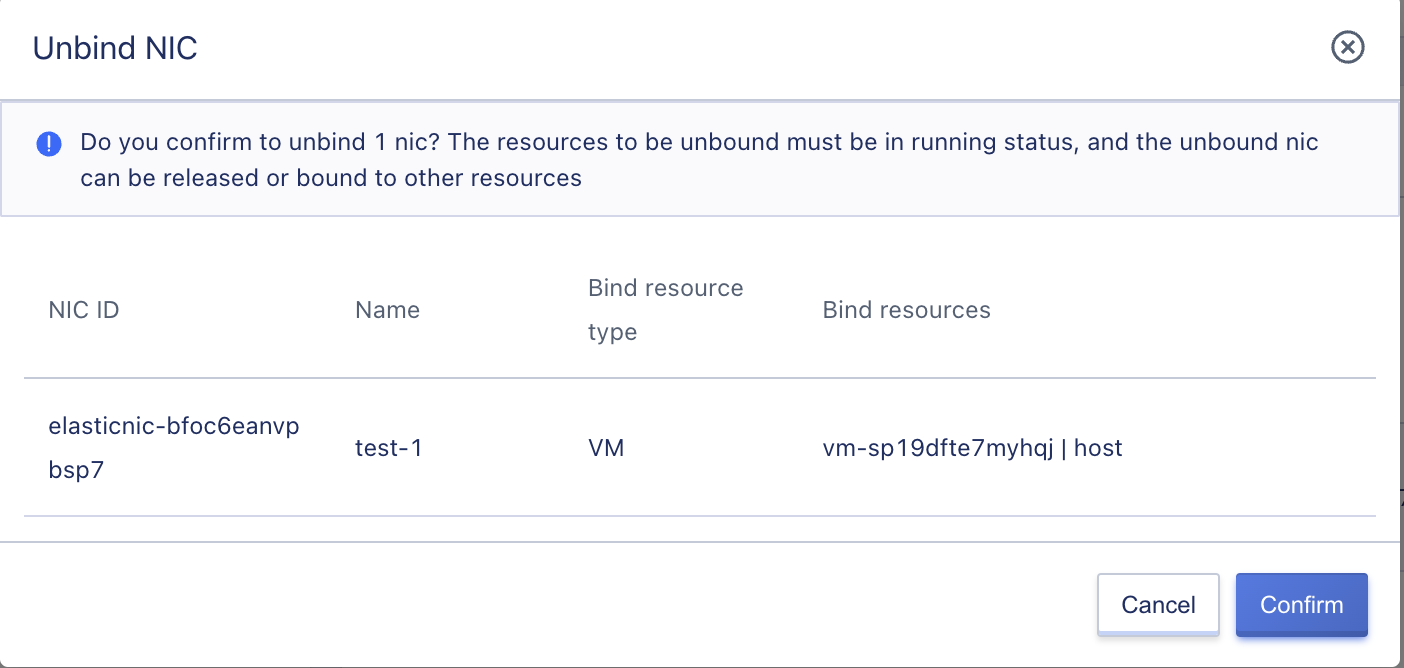 Unbind NIC
Do you confirm to unbind 1 nic? The resources to be unbound must be in running status, and the unbound nic
can be released or bound to other resources
NIC ID
Name
Bind resource
type
Bind resources
elasticnic-bfoc6eanvp
bsp7
test-1
VM
vm-sp19dfte7myhqj | host
Cancel
Confirm